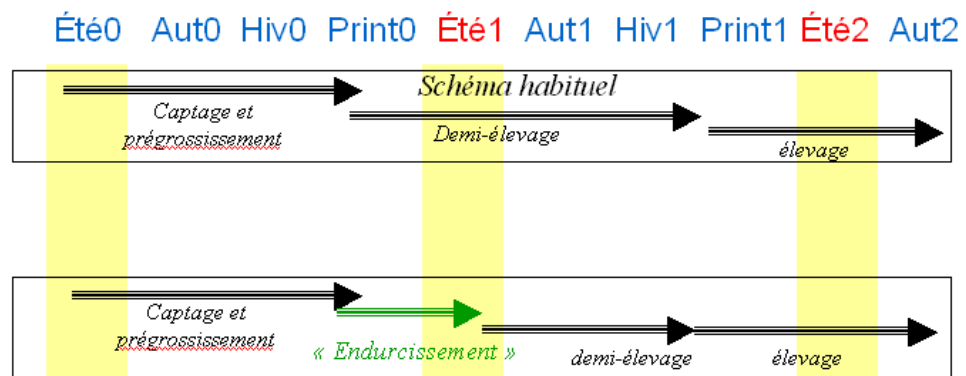 Été0 Aut0 Hiv0 Print0 Été1 Aut1 Hiv1 Print1 Été2 Aut2
Schéma habituel
Captage et
prégrossissement
Demi-élevage
élevage
Captage et
prégrossissement
« Endurcissement »
demi-élevage
élevage